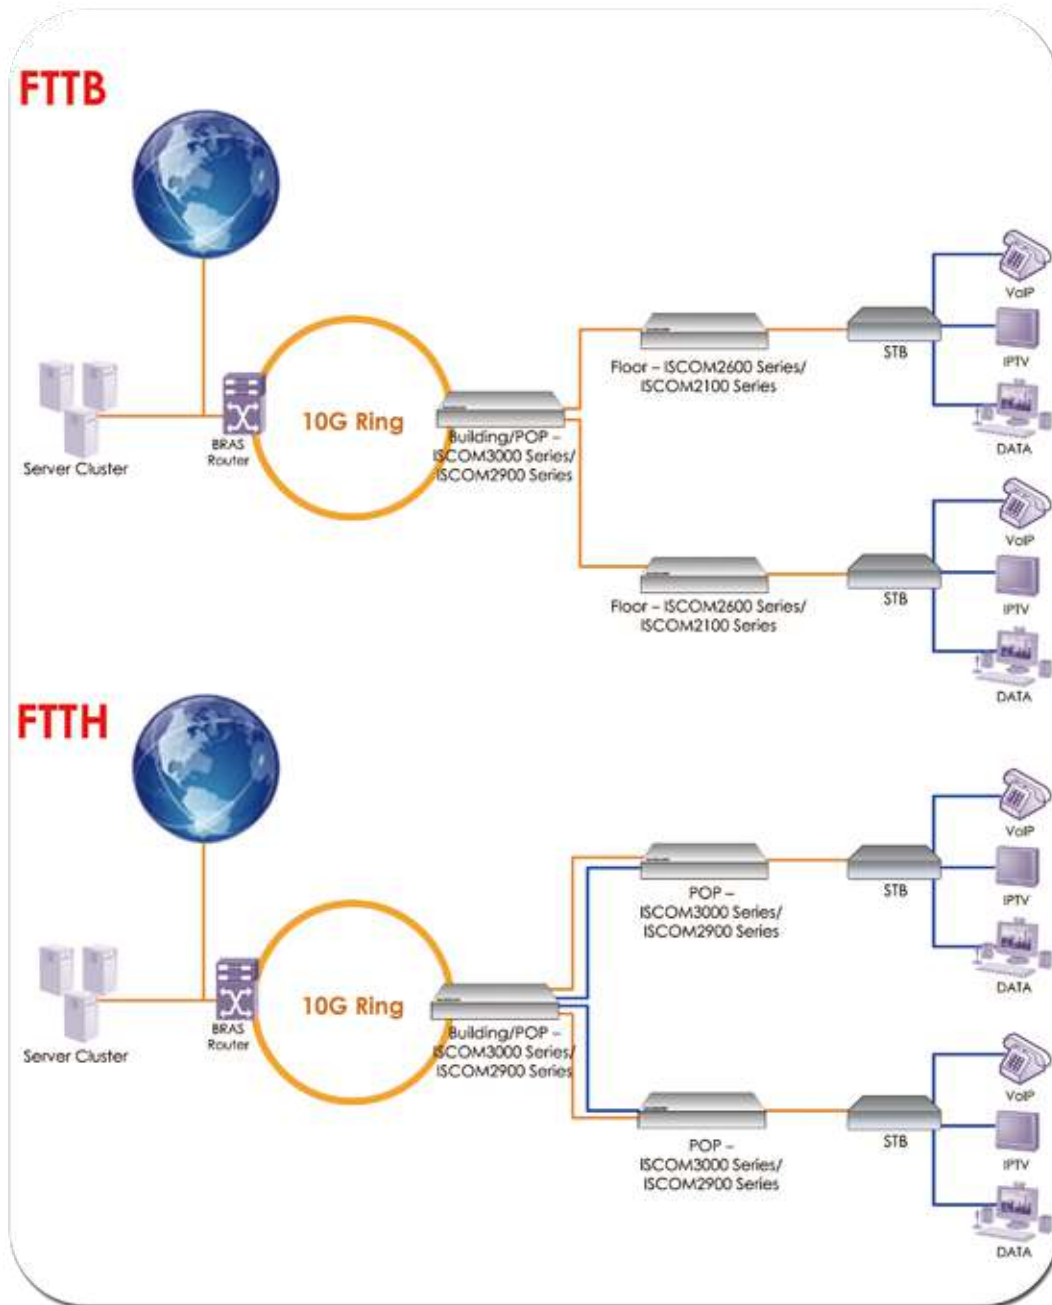 FTTB
VoIP
Floor – ISCOM2600 Series/
ISCOM2100 Series
STB
IPTV
10G Ring
BRAS
Router
Building/POP –
ISCOM3000 Series/
ISCOM2900 Series
Server Cluster
DATA
VoIP
Floor – ISCOM2600 Series/
ISCOM2100 Series
STB
IPTV
DATA
FTTH
VoIP
POP –
ISCOM3000 Series/
ISCOM2900 Series
STB
IPTV
DATA
10G Ring
BRAS
Router
Building/POP –
ISCOM3000 Series/
ISCOM2900 Series
Server Cluster
VoIP
POP –
ISCOM3000 Series/
ISCOM2900 Series
STB
IPTV
DATA